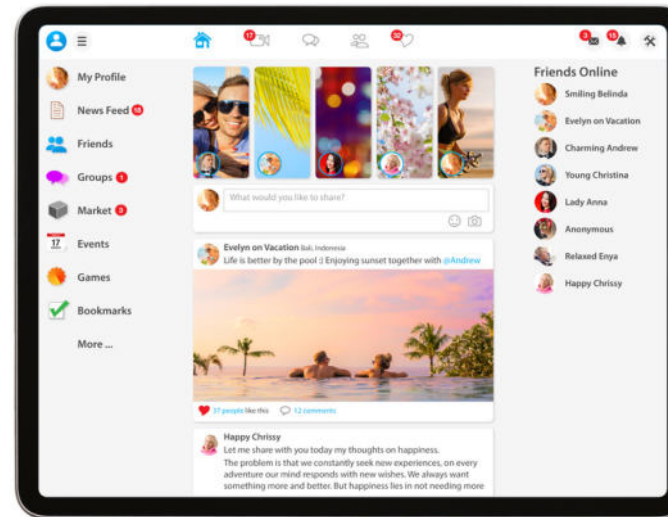 17
32
3
15
My Profile
News Feed 18
Friends
Groups 1
Market 3
17 Events
Games
Bookmarks
More ...
What would you like to share?
Evelyn on Vacation Bali, Indonesia
Life is better by the pool :) Enjoying sunset together with @Andrew
37 people like this 12 comments
Happy Chrissy
Let me share with you today my thoughts on happiness.
The problem is that we constantly seek new experiences, on every
adventure our mind responds with new wishes. We always want
something more and better. But happiness lies in not needing more
Friends Online
Smiling Belinda
Evelyn on Vacation
Charming Andrew
Young Christina
Lady Anna
Anonymous
Relaxed Enya
Happy Chrissy